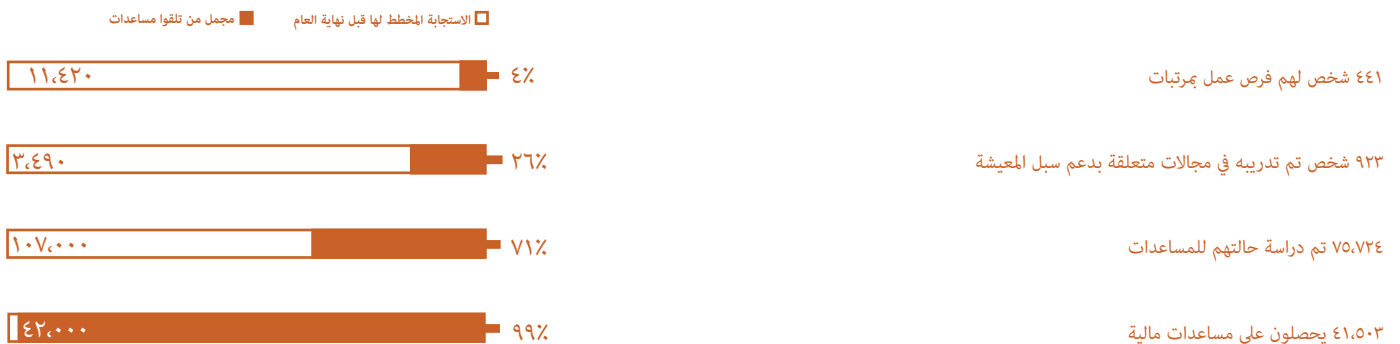 الاستجابة المخطط لها قبل نهاية العام
مجمل من تلقوا مساعدات
٤٤١ شخص لهم فرص عمل بمرتبات
٤٪
١١،٤٢٠
٩٢٣ شخص تم تدريبه في مجالات متعلقة بدعم سبل المعيشة
٢٦٪
٣،٤٩٠
٧٥،٧٢٤ تم دراسة حالتهم للمساعدات
٧١٪
١٠٧،٠٠٠
٤١،٥٠٣ يحصلون على مساعدات مالية
٩٩٪
٤٢،٠٠٠